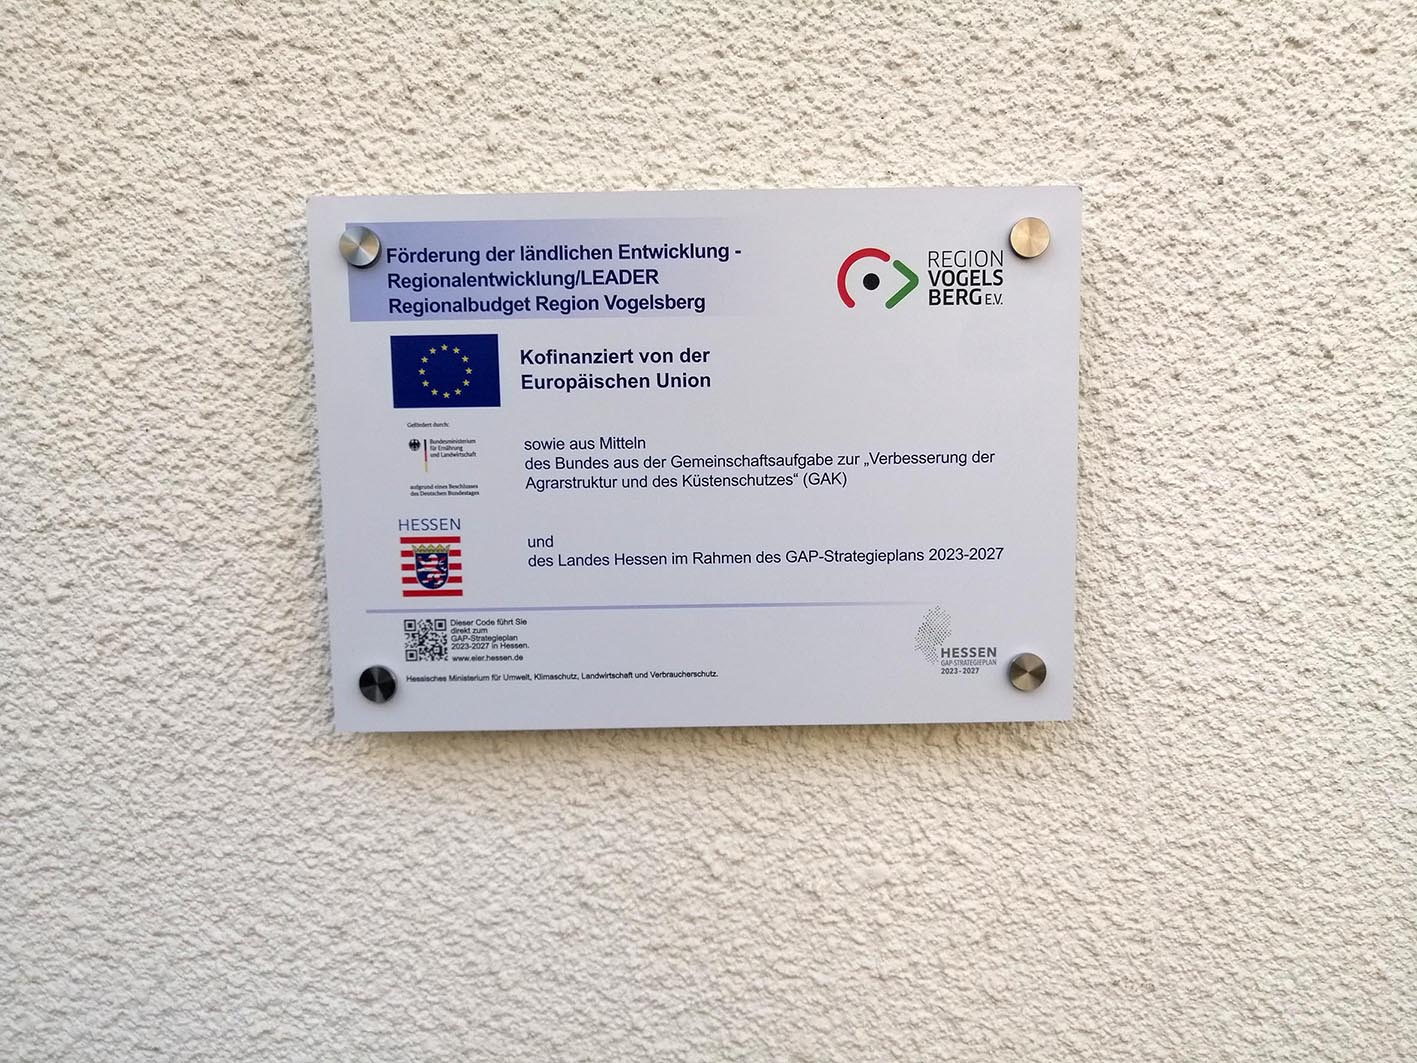 Förderung der ländlichen Entwicklung -
Regionalentwicklung/LEADER
Regionalbudget Region Vogelsberg
REGION
VOGELS
BERG E.V.
Kofinanziert von der
Europäischen Union
Gefördert durch:
Bundesministerium
für Ernährung
und Landwirtschaft
aufgrund eines Beschlusses
des Deutschen Bundestages
sowie aus Mitteln
des Bundes aus der Gemeinschaftsaufgabe zur „Verbesserung der
Agrarstruktur und des Küstenschutzes“ (GAK)
HESSEN
und
des Landes Hessen im Rahmen des GAP-Strategieplans 2023-2027
Dieser Code führt Sie
direkt zum
GAP-Strategieplan
2023-2027 in Hessen.
www.eler.hessen.de
HESSEN
GAP-STRATEGIEPLAN
2023-2027
Hessisches Ministerium für Umwelt, Klimaschutz, Landwirtschaft und Verbraucherschutz.